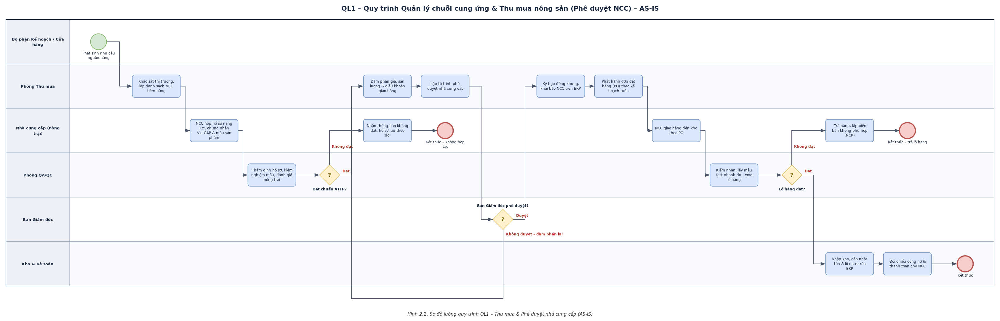 QL1 – Quy trình Quản lý chuỗi cung ứng & Thu mua nông sản (Phê duyệt NCC) – AS-IS
Bộ phận Kế hoạch / Cửa
hàng
Phát sinh nhu cầu
nguồn hàng
Phòng Thu mua
Khảo sát thị trường,
lập danh sách NCC
tiềm năng
Đàm phán giá, sản
lượng & điều khoản
giao hàng
Lập tờ trình phê
duyệt nhà cung cấp
Ký hợp đồng khung,
khai báo NCC trên ERP
Phát hành đơn đặt
hàng (PO) theo kế
hoạch tuần
Nhà cung cấp (nông
trại)
NCC nộp hồ sơ năng
lực, chứng nhận
VietGAP & mẫu sản
phẩm
Nhận thông báo không
đạt, hồ sơ lưu theo
dõi
Kết thúc – không hợp
tác
Không đạt
NCC giao hàng đến kho
theo PO
Trả hàng, lập biên
bản không phù hợp
(NCR)
Kết thúc – trả lô hàng
Không đạt
Phòng QA/QC
Thẩm định hồ sơ, kiểm
nghiệm mẫu, đánh giá
nông trại
?
Đạt
Đạt chuẩn ATTP?
Kiểm nhận, lấy mẫu
test nhanh dư lượng
lô hàng
?
Đạt
Lô hàng đạt?
Ban Giám đốc
Ban Giám đốc phê duyệt?
?
Duyệt
Không duyệt – đàm phán lại
Kho & Kế toán
Nhập kho, cập nhật
tồn & lô date trên
ERP
Đối chiếu công nợ &
thanh toán cho NCC
Kết thúc
Hình 2.2. Sơ đồ luồng quy trình QL1 – Thu mua & Phê duyệt nhà cung cấp (AS-IS)